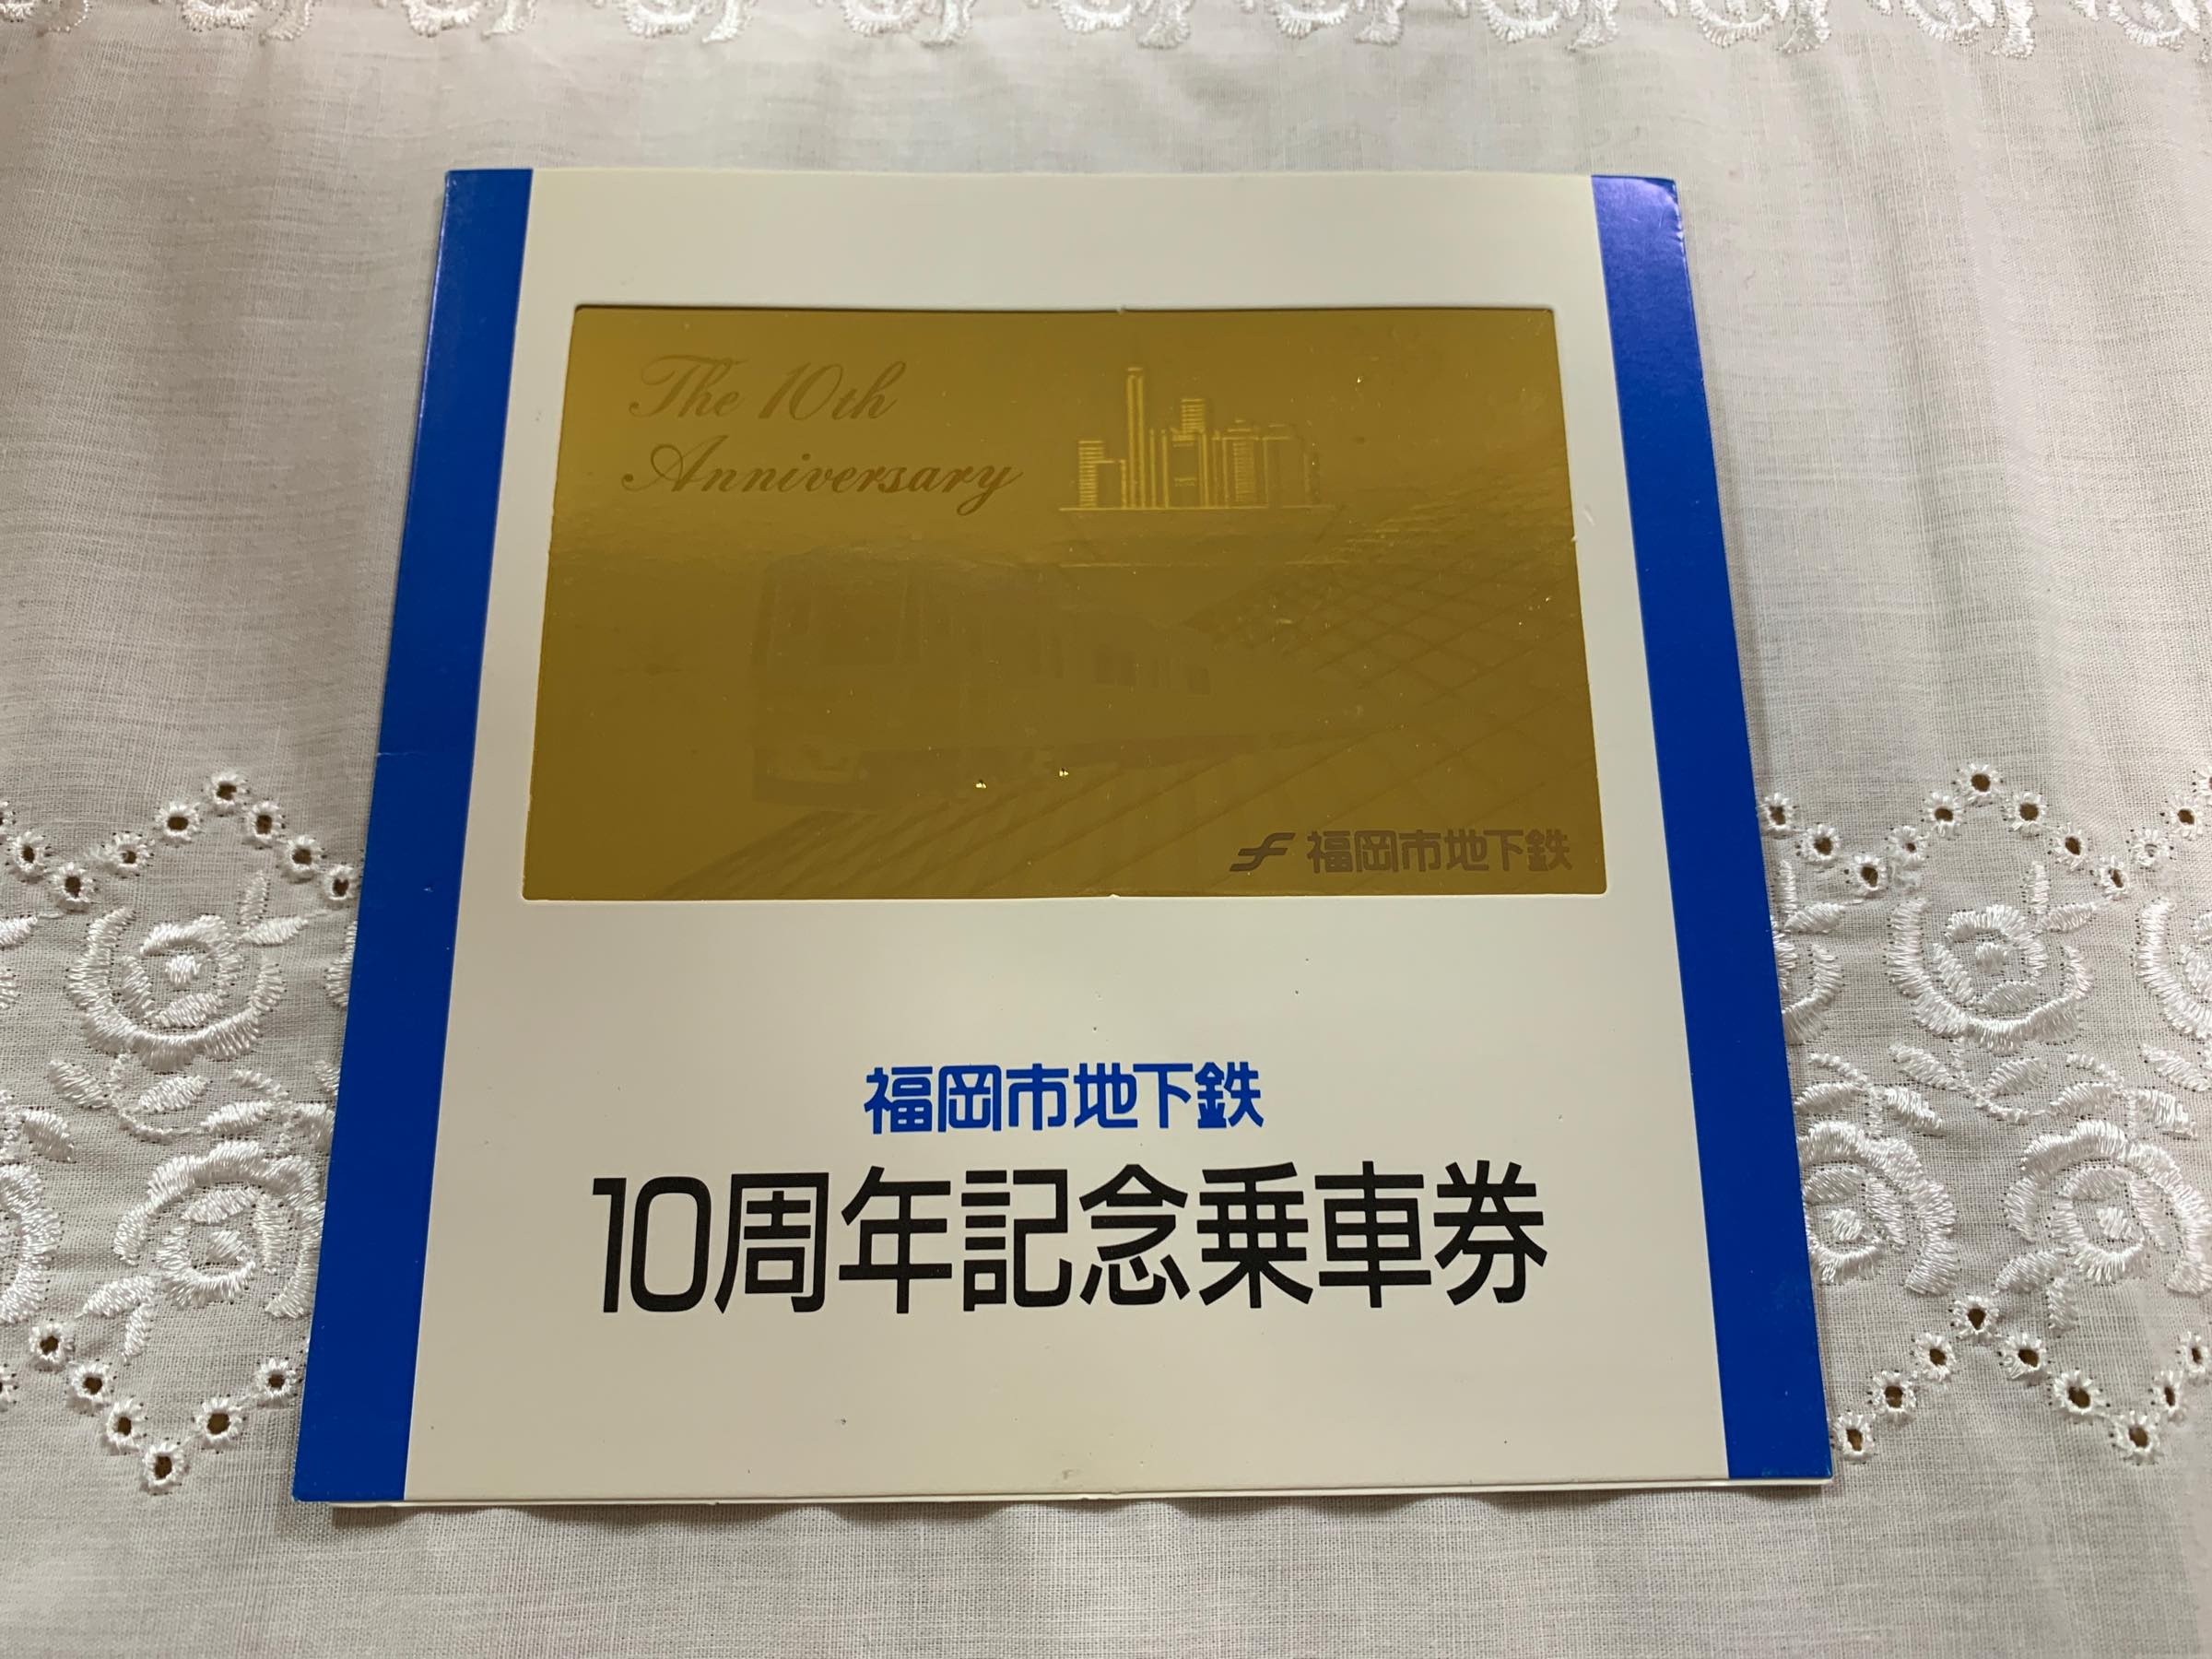 The 10th
Anniversary
福岡市地下鉄
福岡市地下鉄
10周年記念乗車券